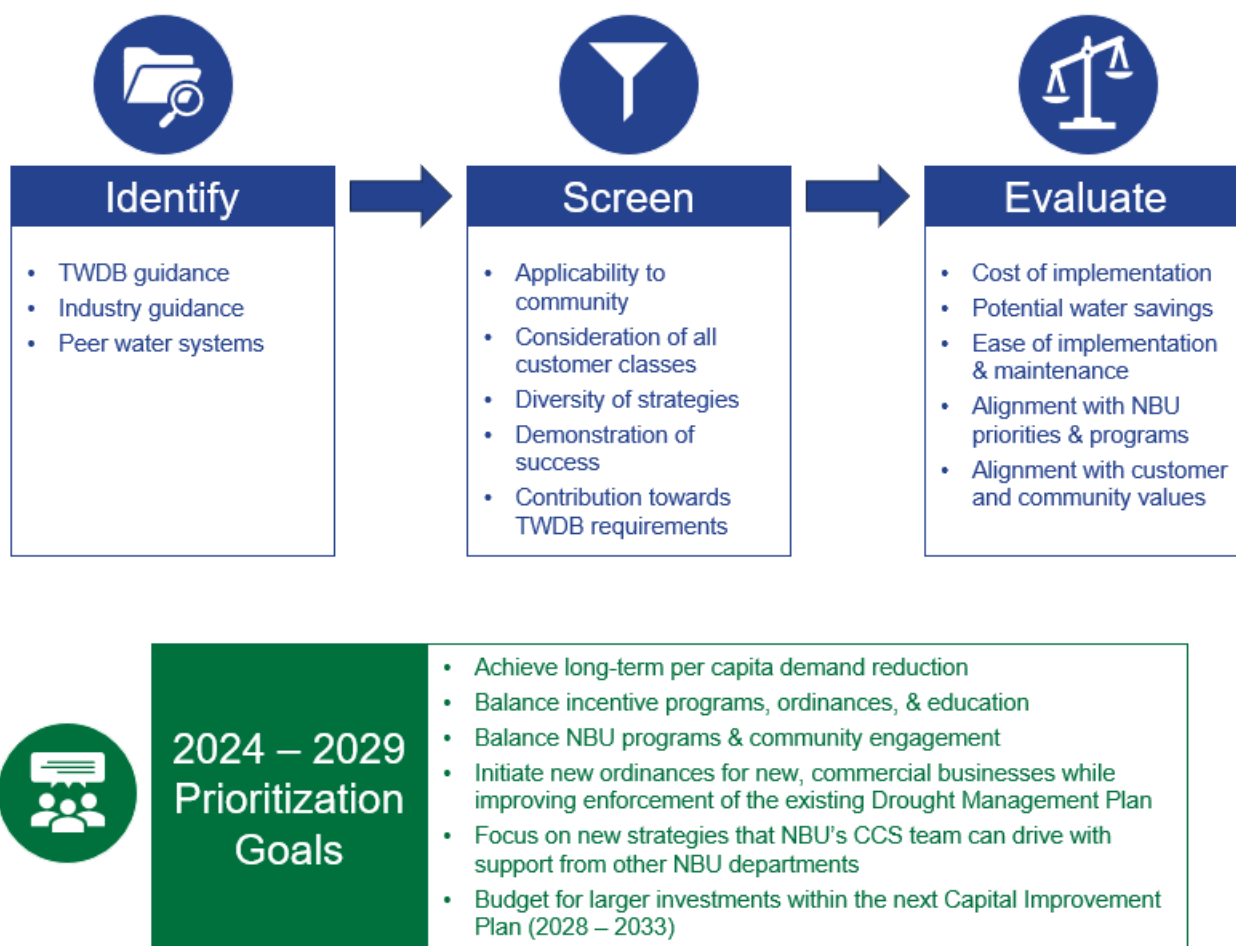 Identify
• TWDB guidance
• Industry guidance
• Peer water systems
Screen
• Applicability to
community
• Consideration of all
customer classes
• Diversity of strategies
• Demonstration of
success
• Contribution towards
TWDB requirements
Evaluate
• Cost of implementation
• Potential water savings
• Ease of implementation
& maintenance
• Alignment with NBU
priorities & programs
• Alignment with customer
and community values
2024 – 2029
Prioritization
Goals
• Achieve long-term per capita demand reduction
• Balance incentive programs, ordinances, & education
• Balance NBU programs & community engagement
• Initiate new ordinances for new, commercial businesses while
improving enforcement of the existing Drought Management Plan
• Focus on new strategies that NBU's CCS team can drive with
support from other NBU departments
• Budget for larger investments within the next Capital Improvement
Plan (2028 – 2033)